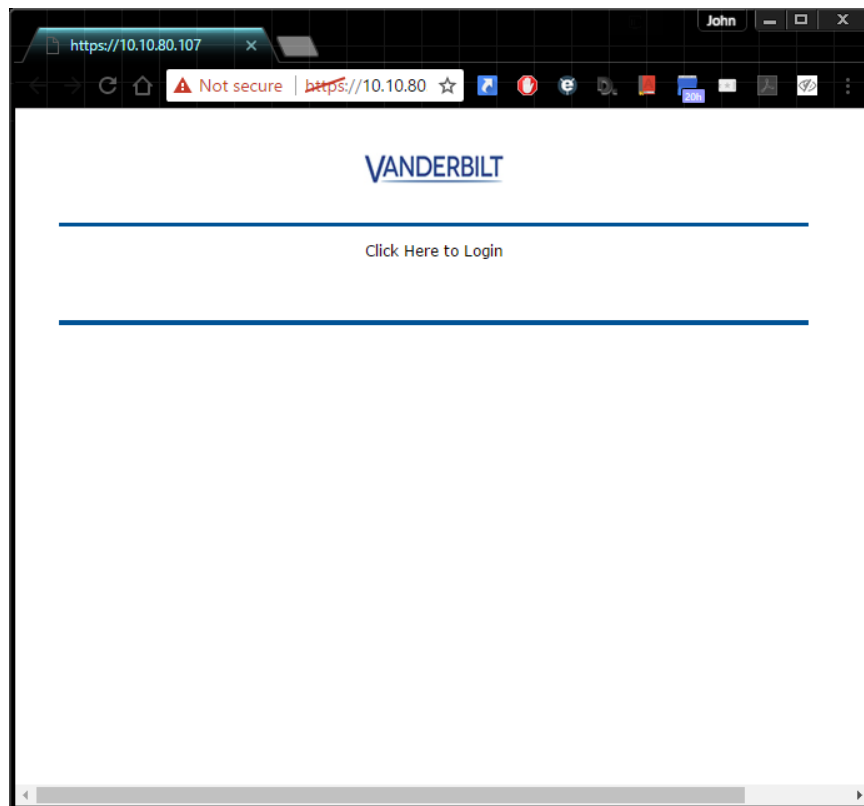 John
https://10.10.80.107
Not secure | https://10.10.80
20h
VANDERBILT
Click Here to Login